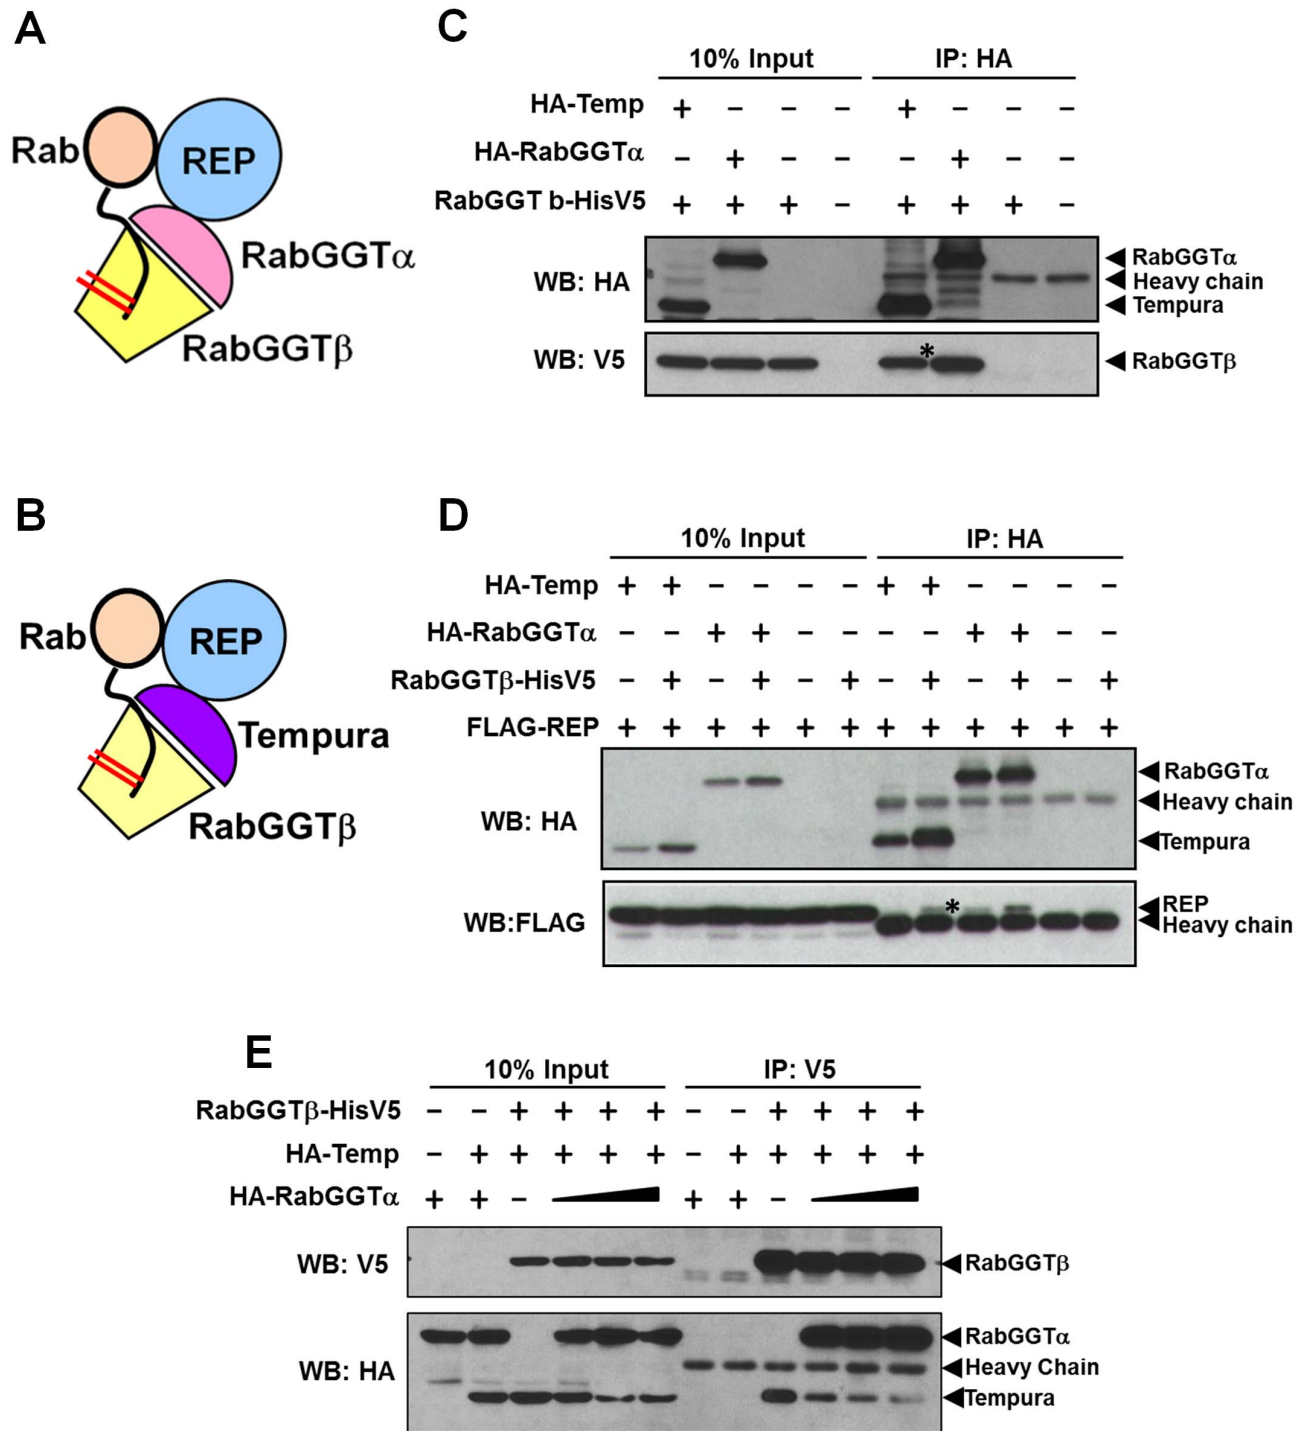 A
Rab
REP
RabGGTα
RabGGTβ
C
10% Input
IP: HA
HA-Temp + − − − + − − −
HA-RabGGTα − + − − − + − −
RabGGT b-HisV5 + + + − + + + −
WB: HA
RabGGTα
Heavy chain
Tempura
WB: V5
*
RabGGTβ
B
Rab
REP
Tempura
RabGGTβ
D
10% Input
IP: HA
HA-Temp + + − − − − + + − − − −
HA-RabGGTα − − + + − − − − + + − −
RabGGTβ-HisV5 − + − + − + − + − + − +
FLAG-REP + + + + + + + + + + + +
WB: HA
RabGGTα
Heavy chain
Tempura
WB:FLAG
*
REP
Heavy chain
E
10% Input
IP: V5
RabGGTβ-HisV5 − − + + + + − − + + + +
HA-Temp − + + + + + − + + + + +
HA-RabGGTα + + − + + −
WB: V5
RabGGTβ
WB: HA
RabGGTα
Heavy Chain
Tempura